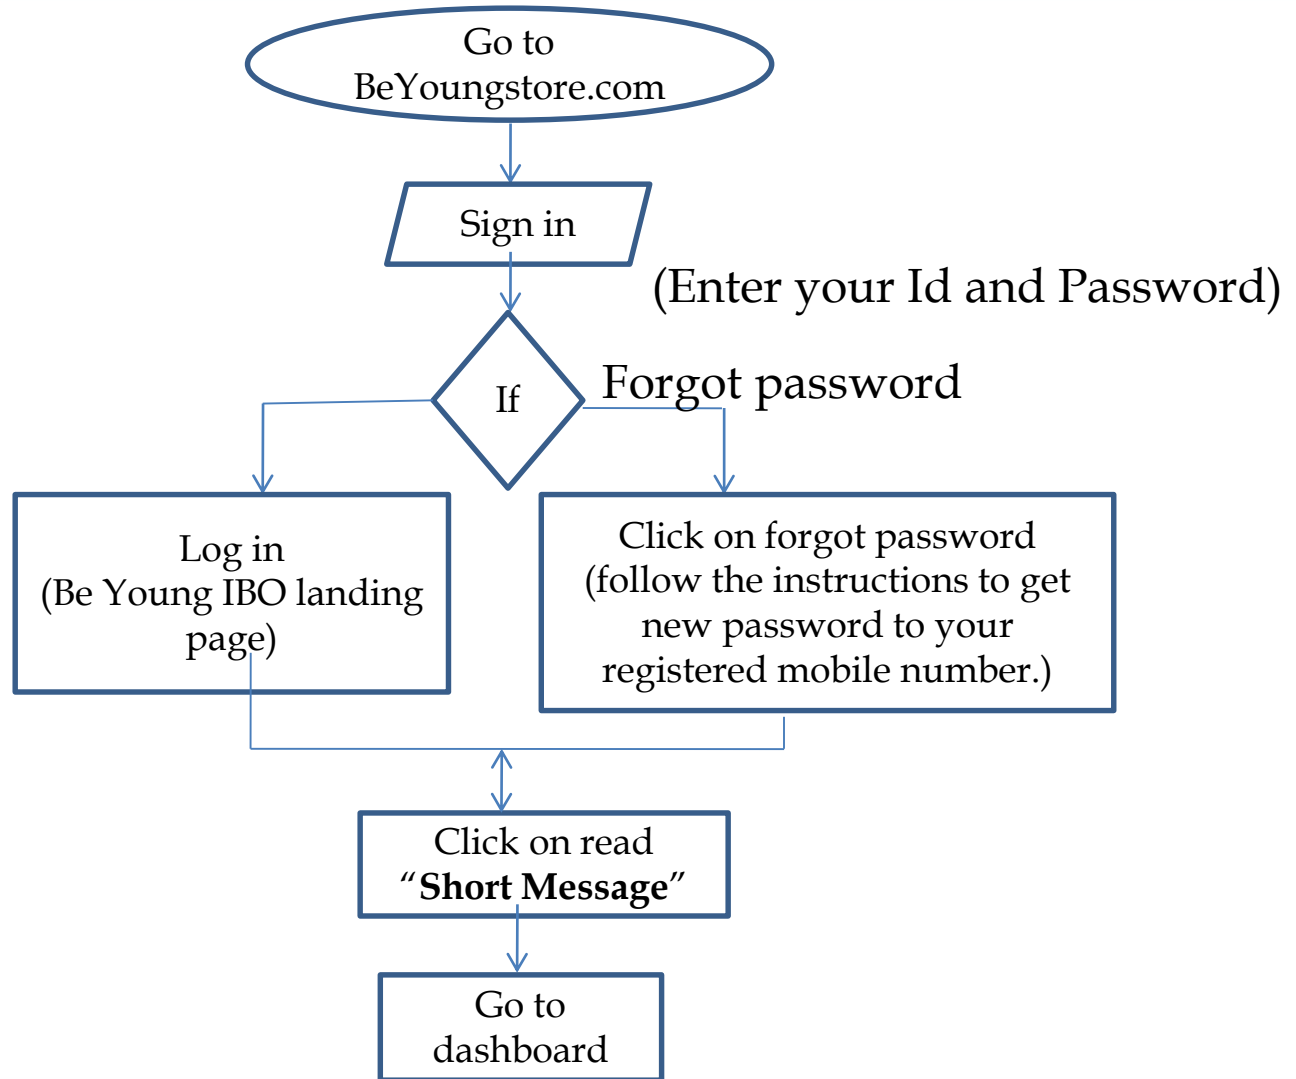 Go to
BeYoungstore.com
Sign in
(Enter your Id and Password)
If
Forgot password
Log in
(Be Young IBO landing
page)
Click on forgot password
(follow the instructions to get
new password to your
registered mobile number.)
Click on read
“Short Message”
Go to
dashboard